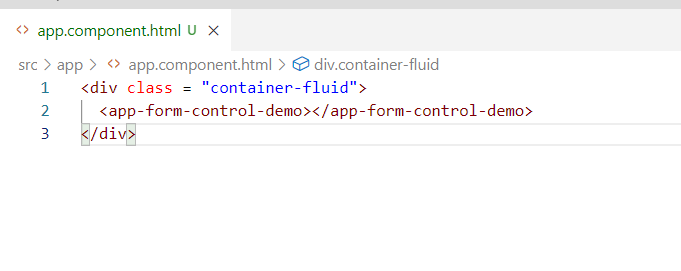 <> app.component.html U ×
src > app > <> app.component.html > div.container-fluid
1 <div class = "container-fluid">
2 <app-form-control-demo></app-form-control-demo>
3 </div>